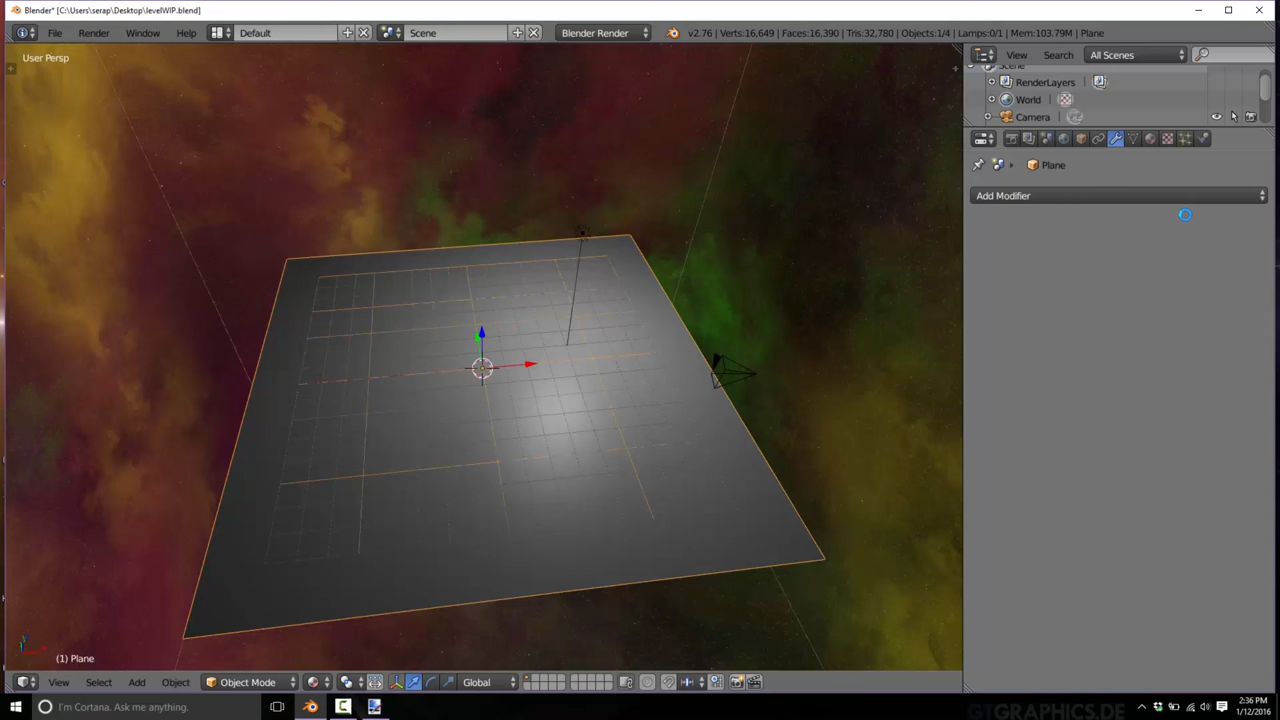 Blender* [C:\Users\serap\Desktop\levelWIP.blend]
File Render Window Help Default Scene Blender Render v2.76 | Verts:16,649 | Faces:16,390 | Tris:32,780 | Objects:1/4 | Lamps:0/1 | Mem:103.79M | Plane
User Persp
View Search All Scenes
Scene
RenderLayers
World
Camera
Plane
Add Modifier
(1) Plane
View Select Add Object Object Mode Global
I'm Cortana. Ask me anything.
2:36 PM
1/12/2016
GTGRAPHICS.DE